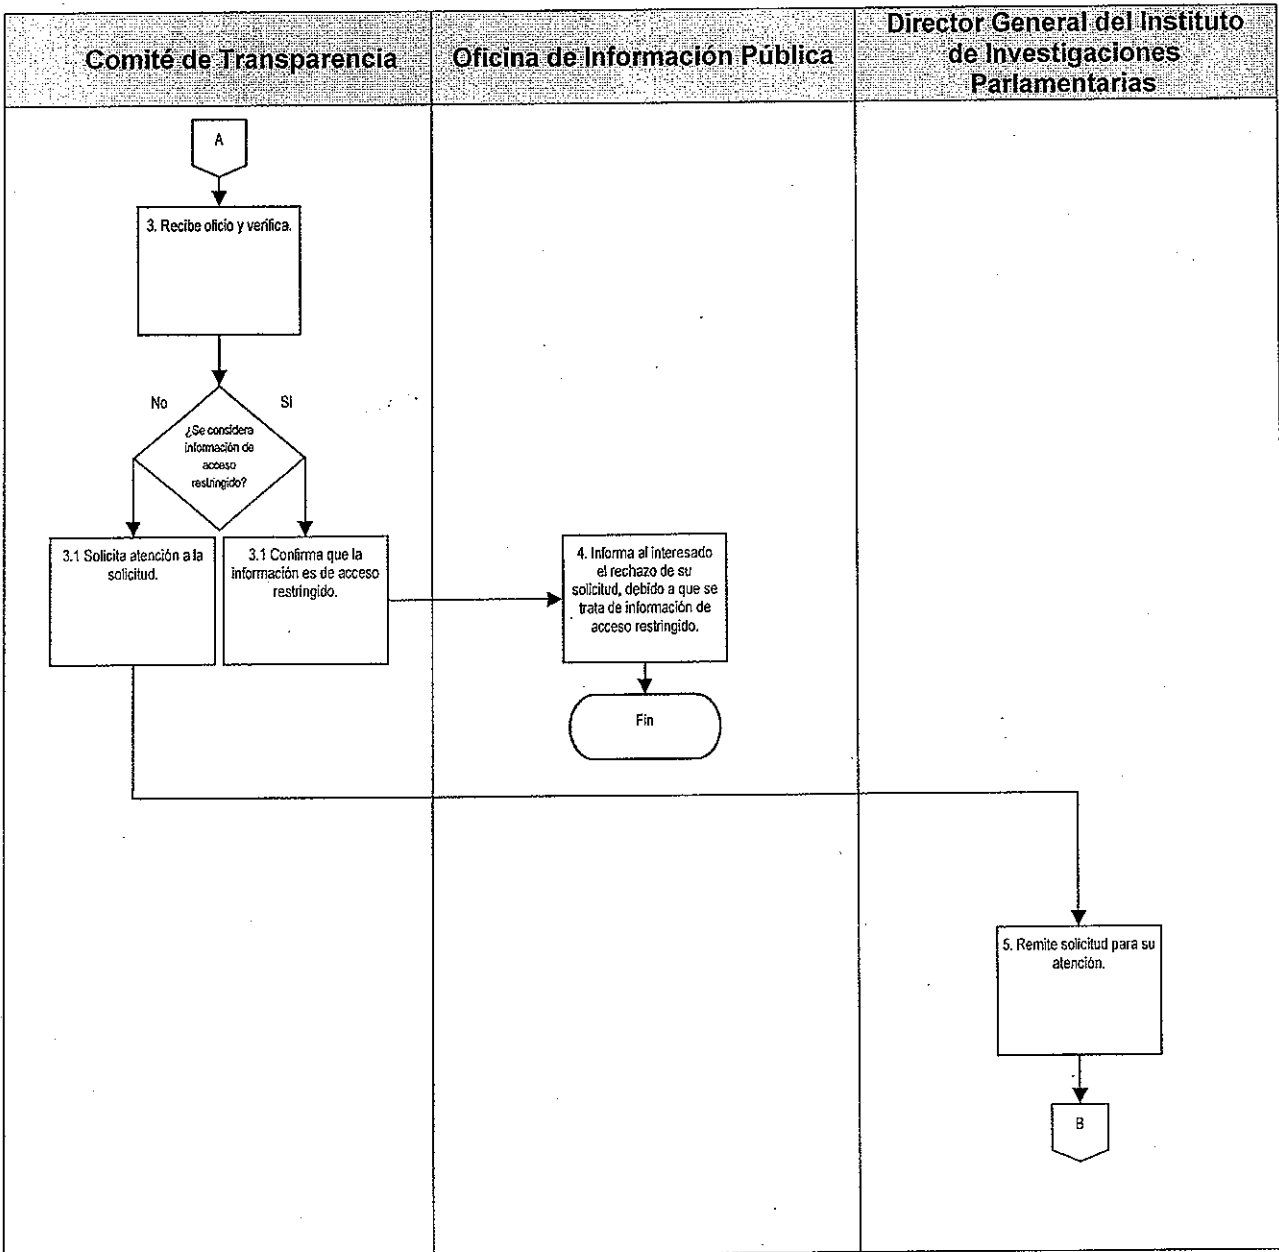 Comité de Transparencia
Oficina de Información Pública
Director General del Instituto
de Investigaciones
Parlamentarias
A
3. Recibe oficio y verifica.
No
Si
¿Se considera
información de
acceso
restringido?
3.1 Solicita atención a la
solicitud.
3.1 Confirma que la
información es de acceso
restringido.
4. Informa al interesado
el rechazo de su
solicitud, debido a que se
trata de información de
acceso restringido.
Fin
5. Remite solicitud para su
atención.
B